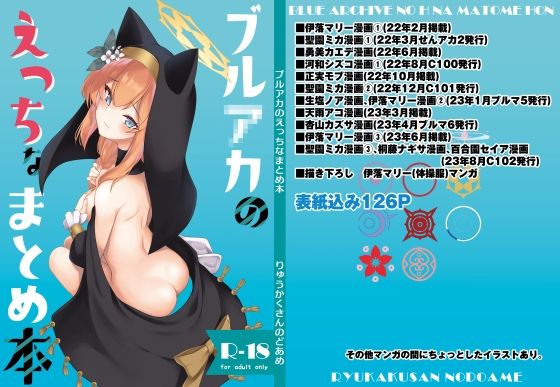 ブルアカの
えっちなまとめ本
R-18
for adult only
ブルアカのえっちなまとめ本
りゅうかくさんのどあめ
BLUE ARCHIVE NO H NA MATOME HON
■伊落マリー漫画①(22年2月掲載)
■聖園ミカ漫画①(22年3月せんアカ2発行)
■勇美カエデ漫画(22年6月掲載)
■河和シズコ漫画①(22年8月C100発行)
■正実モブ漫画(22年10月掲載)
■聖園ミカ漫画②(22年12月C101発行)
■生塩ノア漫画、伊落マリー漫画②(23年1月ブルマ5発行)
■天雨アコ漫画(23年3月掲載)
■杏山カズサ漫画(23年4月ブルマ6発行)
■伊落マリー漫画③(23年6月掲載)
■聖園ミカ漫画③、桐藤ナギサ漫画、百合園セイア漫画
(23年8月C102発行)
■描き下ろし 伊落マリー(体操服)マンガ
表紙込み126P
その他マンガの間にちょっとしたイラストあり。
RYUKAKUSAN NODOAME